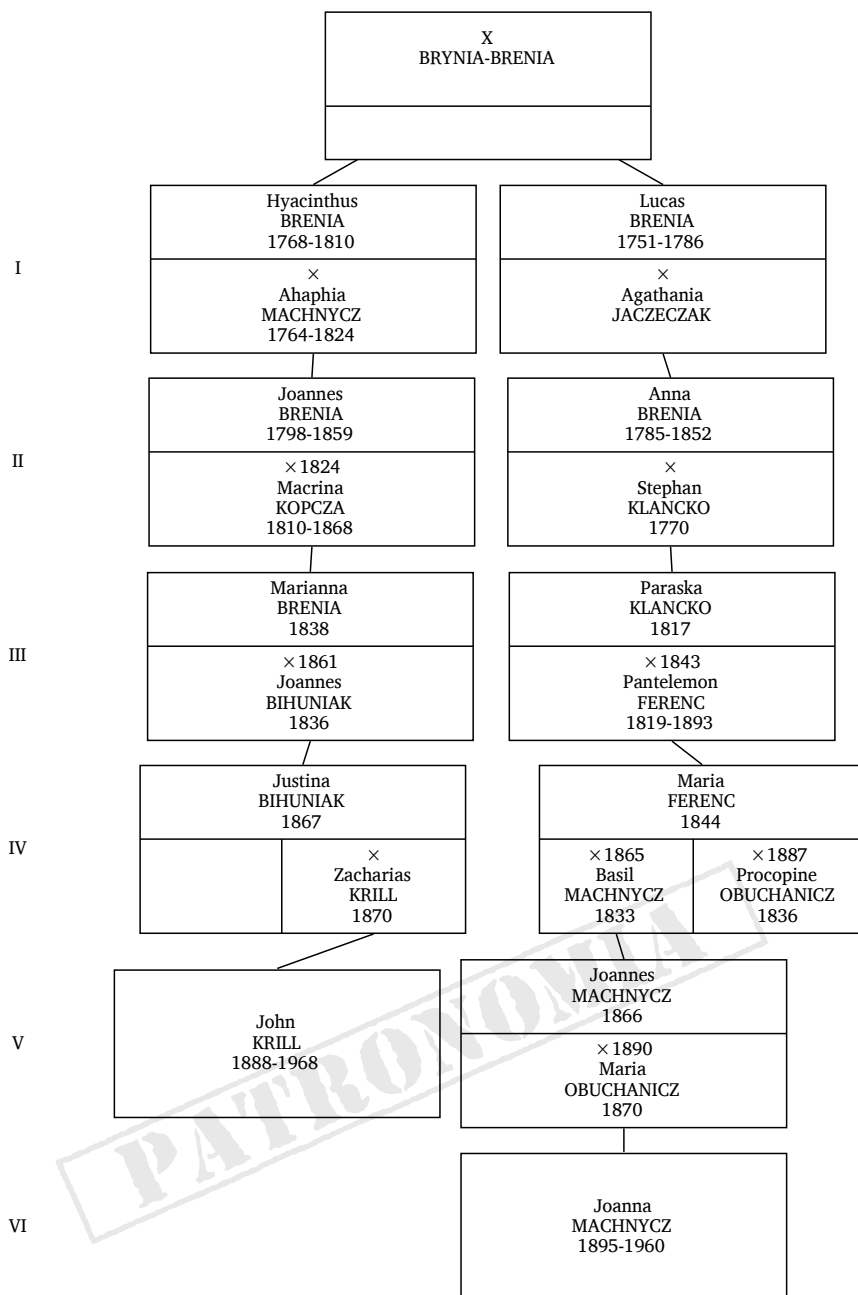 X
BRYNIA-BRENIA
Hyacinthus
BRENIA
1768-1810
Lucas
BRENIA
1751-1786
I
×
Ahaphia
MACHNYCZ
1764-1824
×
Agathania
JACZECZAK
Joannes
BRENIA
1798-1859
Anna
BRENIA
1785-1852
II
×1824
Macrina
KOPCZA
1810-1868
×
Stephan
KLANCKO
1770
Marianna
BRENIA
1838
Paraska
KLANCKO
1817
III
×1861
Joannes
BIHUNIAK
1836
×1843
Pantelemon
FERENC
1819-1893
Justina
BIHUNIAK
1867
Maria
FERENC
1844
IV
×
Zacharias
KRILL
1870
×1865
Basil
MACHNYCZ
1833
×1887
Procopine
OBUCHANICZ
1836
V
John
KRILL
1888-1968
Joannes
MACHNYCZ
1866
×1890
Maria
OBUCHANICZ
1870
VI
Joanna
MACHNYCZ
1895-1960
PATRONOMIA